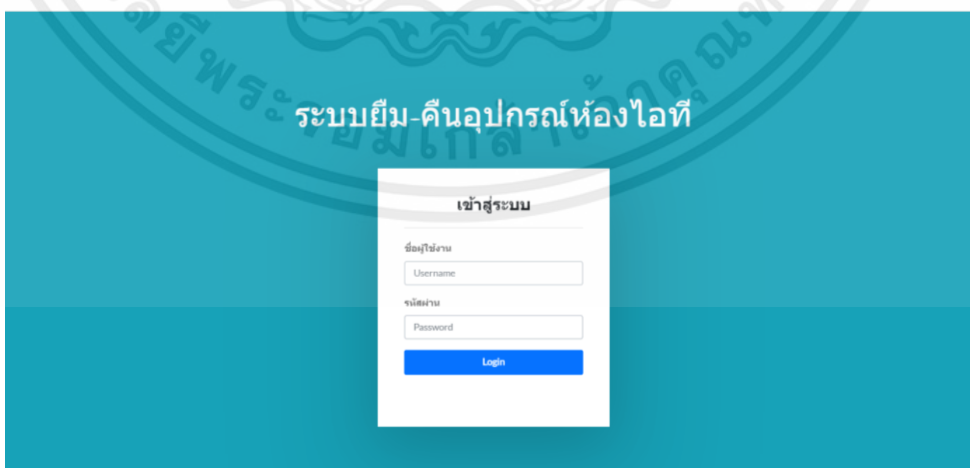 ระบบยืม-คืนอุปกรณ์ห้องไอที
เข้าสู่ระบบ
ชื่อผู้ใช้งาน
Username
รหัสผ่าน
Password
Login